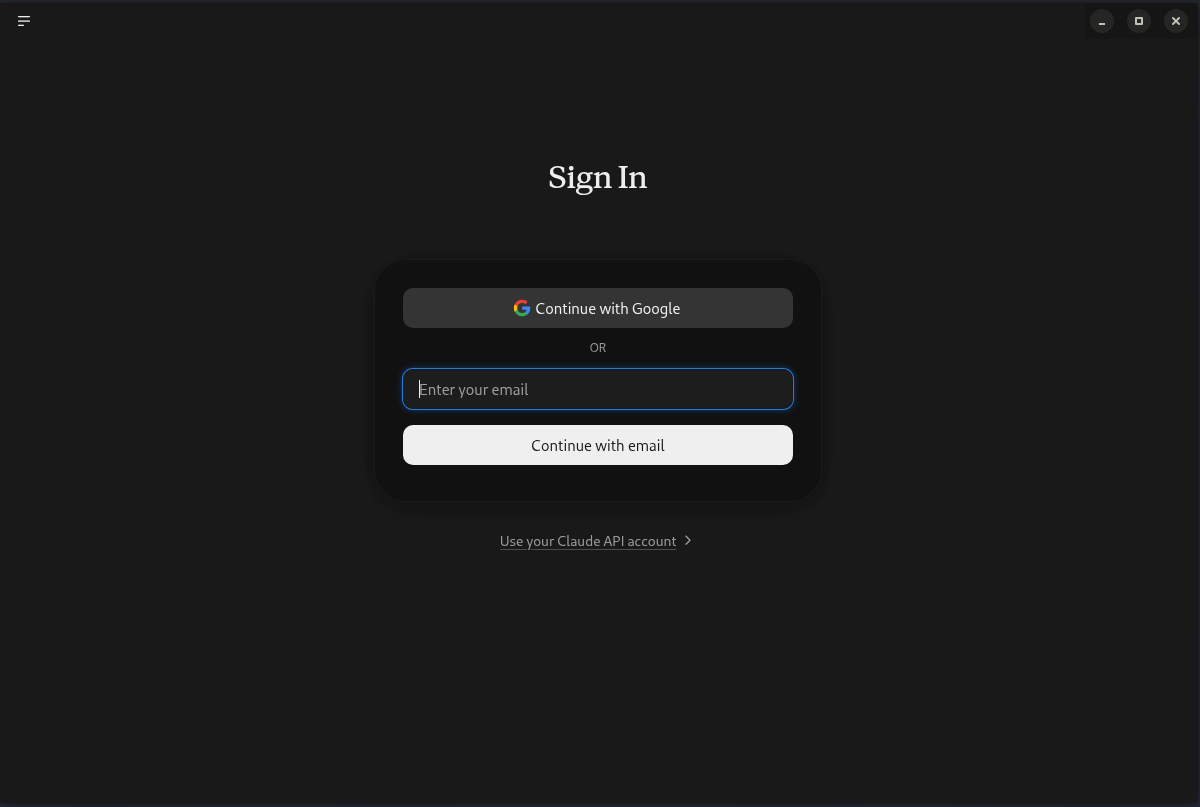 Sign In
Continue with Google
OR
Enter your email
Continue with email
Use your Claude API account